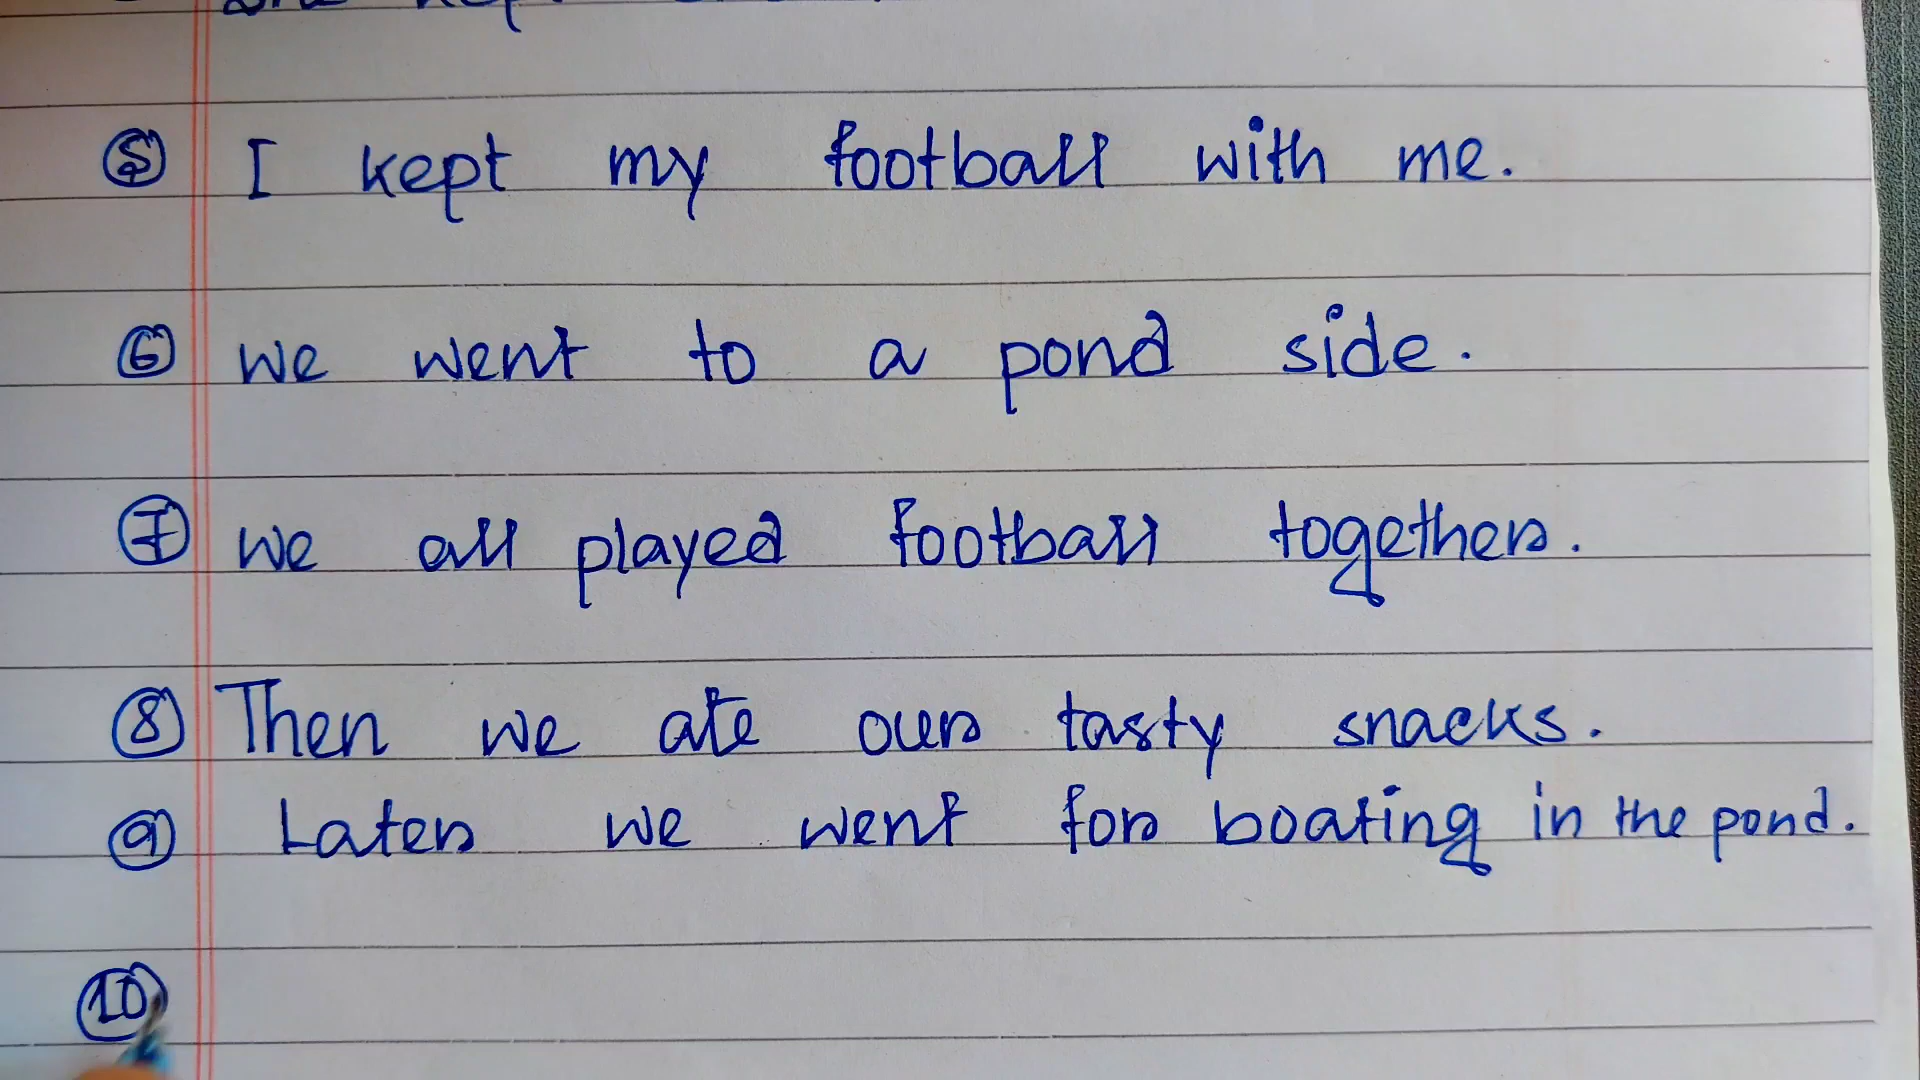 kept
⑤ I kept my football with me.
⑥ we went to a pond side.
⑦ we all played football together.
⑧ Then we ate our tasty snacks.
⑨ Later we went for boating in the pond.
⑩